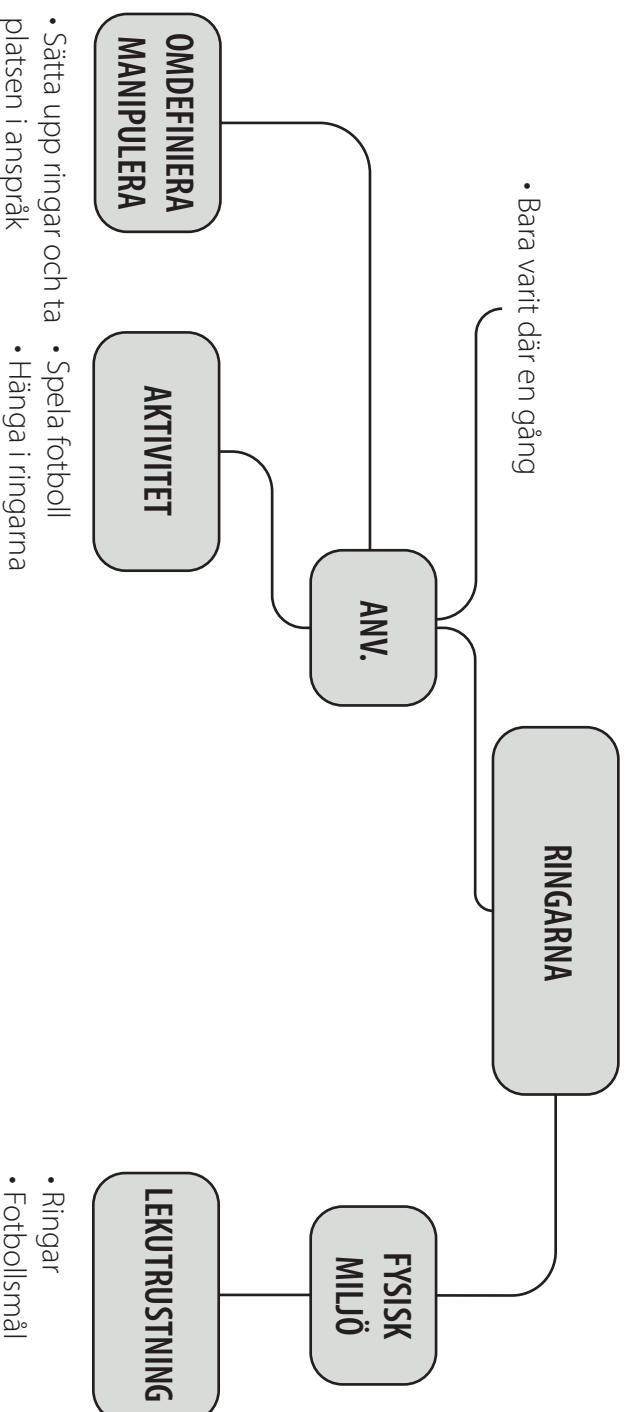 RINGARNA
• Bara varit där en gång
ANV.
FYSISK
MILJÖ
OMDEFINIERA
MANIPULERA
AKTIVITET
LEKUTRUSTNING
• Sätta upp ringar och ta
platsen i anspråk
• Spela fotboll
• Hänga i ringarna
• Ringar
• Fotbollsmål